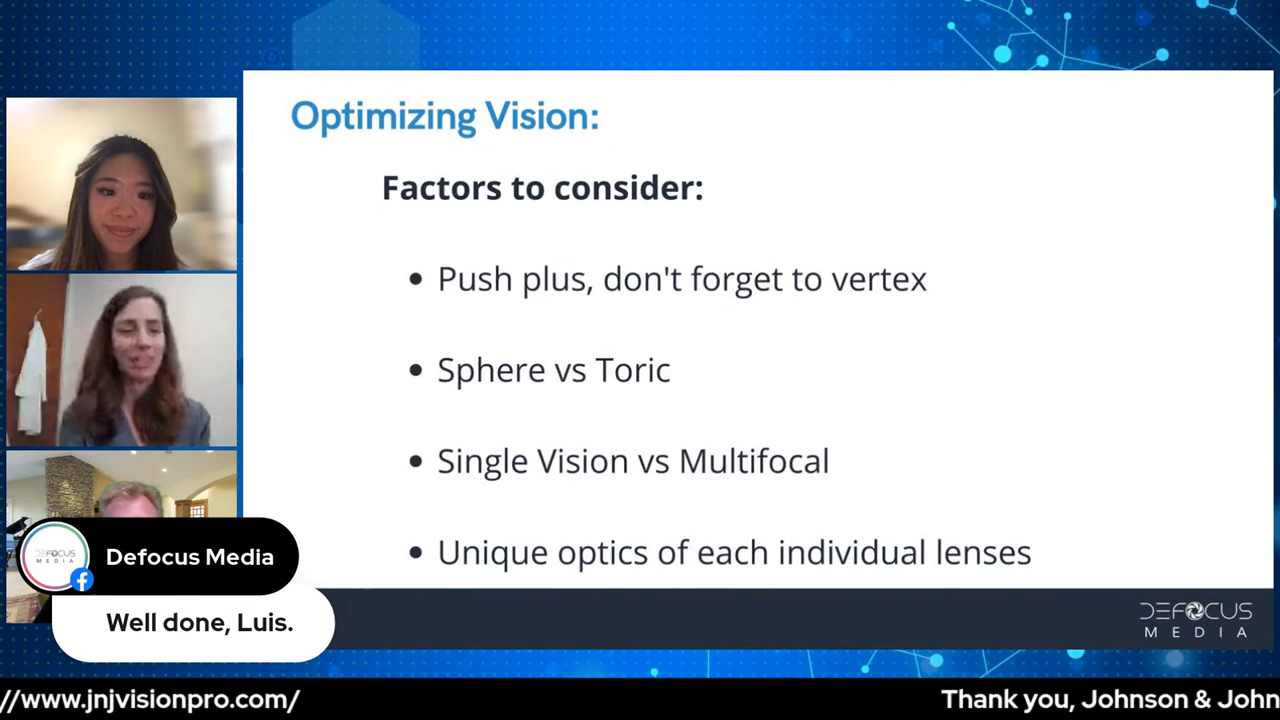 Optimizing Vision:
Factors to consider:
• Push plus, don't forget to vertex
• Sphere vs Toric
• Single Vision vs Multifocal
• Unique optics of each individual lenses
DEFOCUS
MEDIA
Defocus Media
Well done, Luis.
DEFOCUS
MEDIA
//www.jnjvisionpro.com/
Thank you, Johnson & John